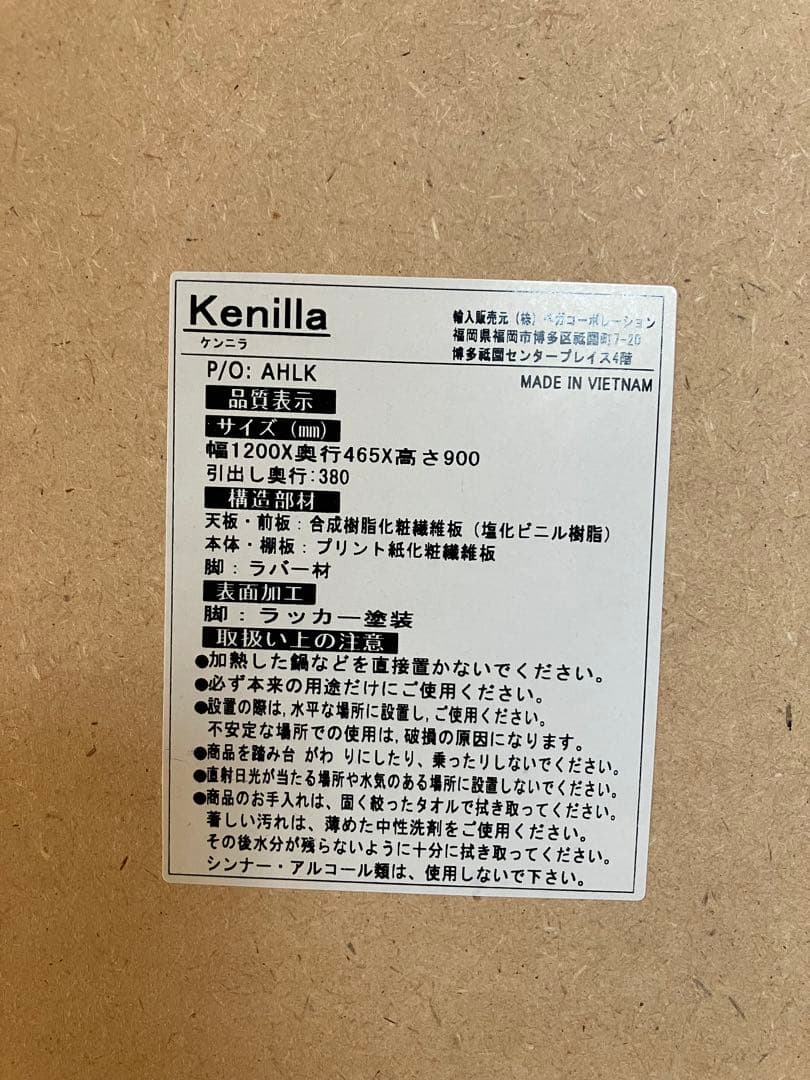 Kenilla
ケンニラ
輸入販売元 (株) ベガコーポレーション
福岡県福岡市博多区祇園町7-20
博多祇園センタープレイス4階
P/O: AHLK
MADE IN VIETNAM
品質表示
サイズ (mm)
幅1200X奥行465X高さ900
引出し奥行:380
構造部材
天板・前板:合成樹脂化粧繊維板 (塩化ビニル樹脂)
本体・棚板:プリント紙化粧繊維板
脚:ラバー材
表面加工
脚:ラッカー塗装
取扱い上の注意
●加熱した鍋などを直接置かないでください。
●必ず本来の用途だけにご使用ください。
●設置の際は,水平な場所に設置し,ご使用ください。
不安定な場所での使用は,破損の原因になります。
●商品を踏み台 がわ りにしたり、乗ったりしないでください。
●直射日光が当たる場所や水気のある場所に設置しないでください。
●商品のお手入れは、固く絞ったタオルで拭き取ってください。
著しい汚れは、薄めた中性洗剤をご使用ください。
その後水分が残らないように十分に拭き取ってください。
シンナー・アルコール類は、使用しないで下さい。